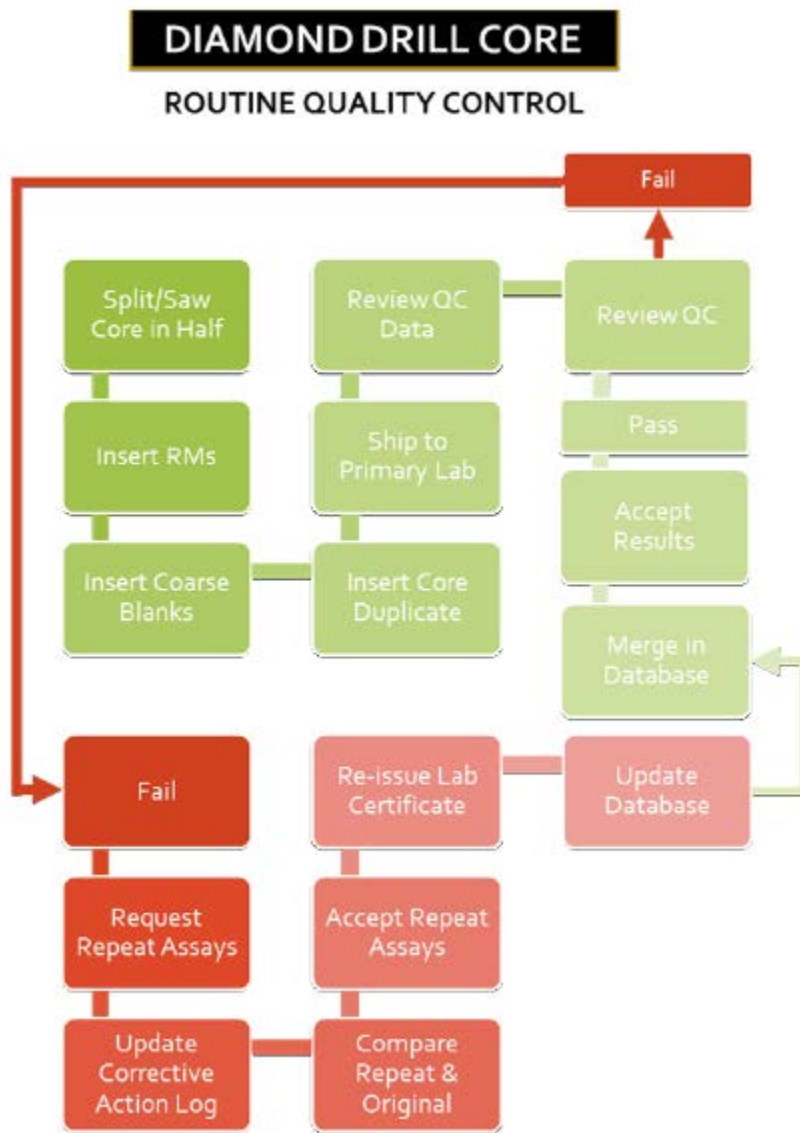 DIAMOND DRILL CORE
ROUTINE QUALITY CONTROL
Fail
Split/Saw
Core in Half
Insert RMs
Insert Coarse
Blanks
Insert Core
Duplicate
Ship to
Primary Lab
Review QC
Data
Review QC
Pass
Accept
Results
Merge in
Database
Fail
Request
Repeat Assays
Update
Corrective
Action Log
Compare
Repeat &
Original
Accept Repeat
Assays
Re-issue Lab
Certificate
Update
Database